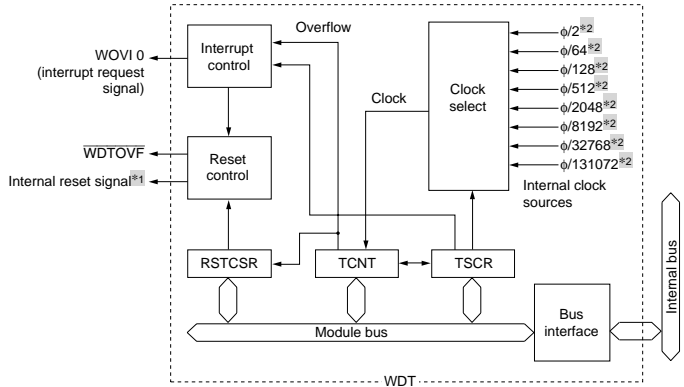 Overflow
WOVI 0
(interrupt request
signal)
Interrupt
control
Clock
Clock
select
φ/2*2
φ/64*2
φ/128*2
φ/512*2
φ/2048*2
φ/8192*2
φ/32768*2
φ/131072*2
Internal clock
sources
WDTOVF
Internal reset signal*1
Reset
control
RSTCSR
TCNT
TSCR
Module bus
Bus
interface
Internal bus
WDT